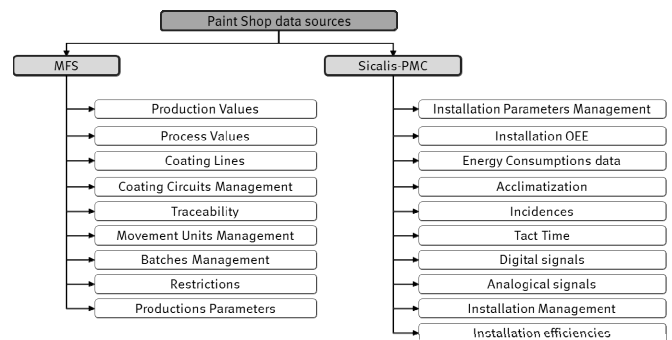 Paint Shop data sources
MFS
Sicalis-PMC
Production Values
Process Values
Coating Lines
Coating Circuits Management
Traceability
Movement Units Management
Batches Management
Restrictions
Productions Parameters
Installation Parameters Management
Installation OEE
Energy Consumptions data
Acclimatization
Incidences
Tact Time
Digital signals
Analogical signals
Installation Management
Installation efficiencies